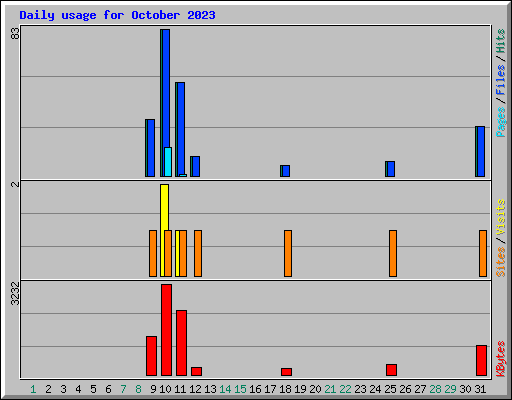 Daily usage for October 2023
83
2
3232
Pages / Files / Hits
Sites / Visits
KBytes
1 2 3 4 5 6 7 8 9 10 11 12 13 14 15 16 17 18 19 20 21 22 23 24 25 26 27 28 29 30 31